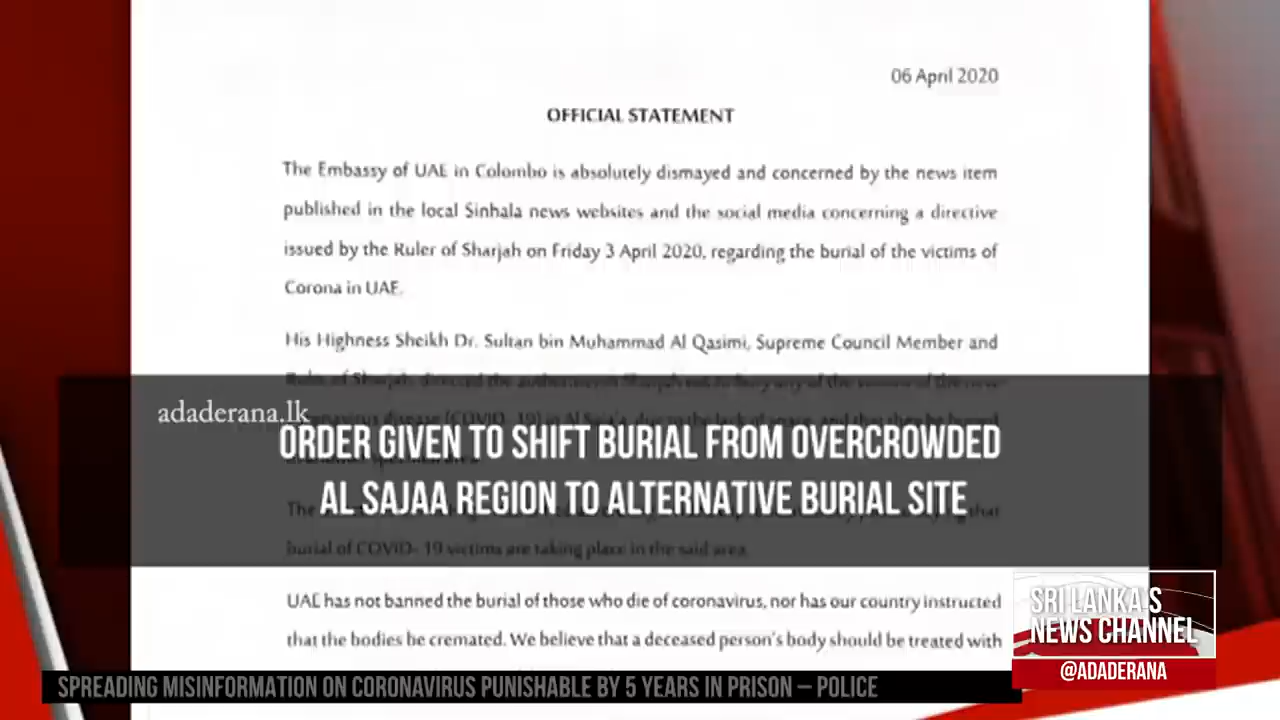 06 April 2020
OFFICIAL STATEMENT
The Embassy of UAE in Colombo is absolutely dismayed and concerned by the news item
published in the local Sinhala news websites and the social media concerning a directive
issued by the Ruler of Sharjah on Friday 3 April 2020, regarding the burial of the victims of
Corona in UAE.
His Highness Sheikh Dr. Sultan bin Muhammad Al Qasimi, Supreme Council Member and
adaderana.lk
ORDER GIVEN TO SHIFT BURIAL FROM OVERCROWDED
AL SAJAA REGION TO ALTERNATIVE BURIAL SITE
burial of COVID- 19 victims are taking place in the said area.
UAE has not banned the burial of those who die of coronavirus, nor has our country instructed
that the bodies be cremated. We believe that a deceased person's body should be treated with
SRI LANKA'S
NEWS CHANNEL
@ADADERANA
SPREADING MISINFORMATION ON CORONAVIRUS PUNISHABLE BY 5 YEARS IN PRISON – POLICE